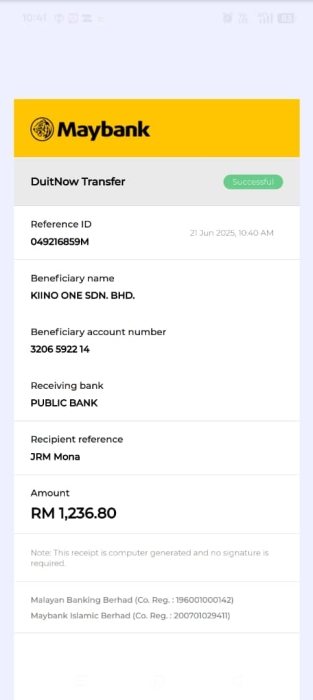 10:41
Maybank
DuitNow Transfer
Successful
Reference ID
21 Jun 2025, 10:40 AM
049216859M
Beneficiary name
KIINO ONE SDN. BHD.
Beneficiary account number
3206 5922 14
Receiving bank
PUBLIC BANK
Recipient reference
JRM Mona
Amount
RM 1,236.80
Note: This receipt is computer generated and no signature is
required.
Malayan Banking Berhad (Co. Reg. : 196001000142)
Maybank Islamic Berhad (Co. Reg. : 200701029411)